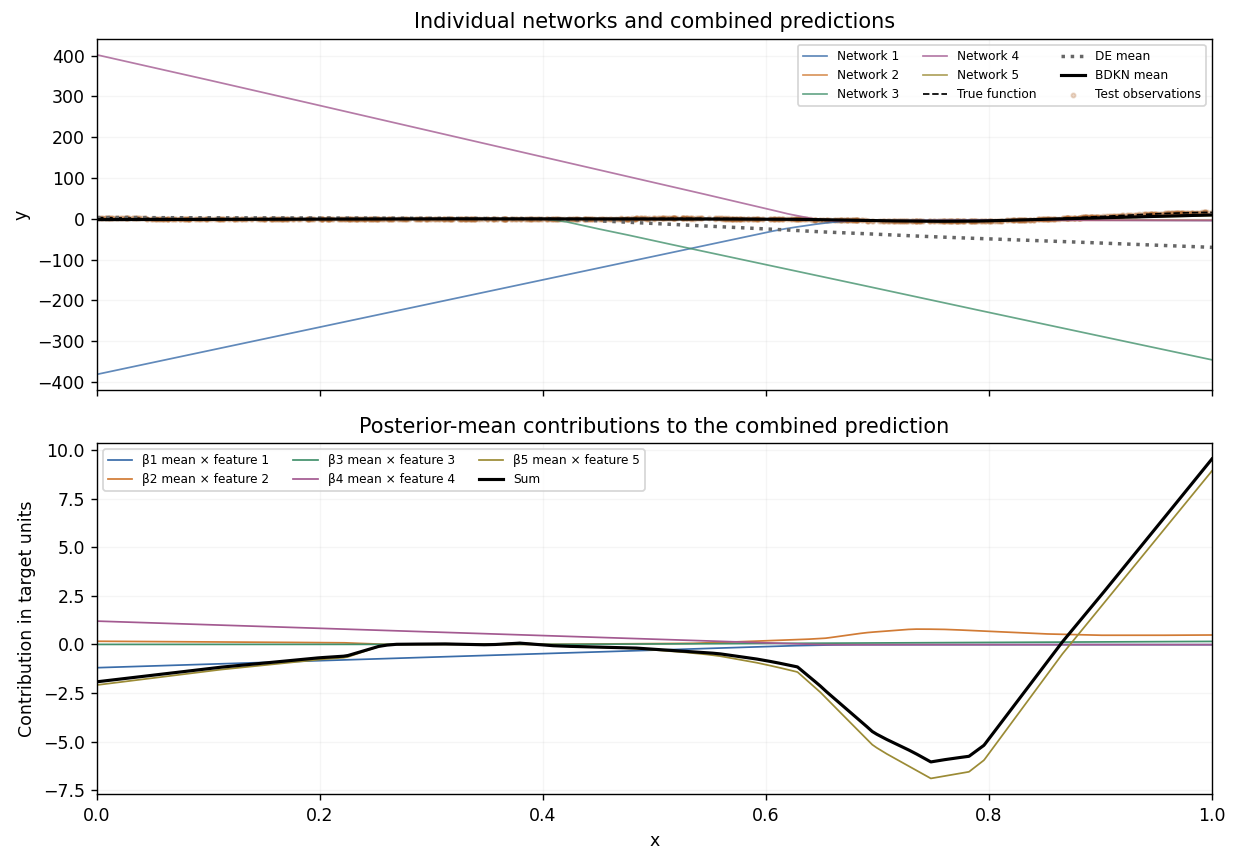 Individual networks and combined predictions
400
300
200
100
0
−100
−200
−300
−400
y
Network 1
Network 2
Network 3
Network 4
Network 5
True function
DE mean
BDKN mean
Test observations
Posterior-mean contributions to the combined prediction
10.0
7.5
5.0
2.5
0.0
−2.5
−5.0
−7.5
Contribution in target units
β1 mean × feature 1
β2 mean × feature 2
β3 mean × feature 3
β4 mean × feature 4
β5 mean × feature 5
Sum
0.0 0.2 0.4 0.6 0.8 1.0
x